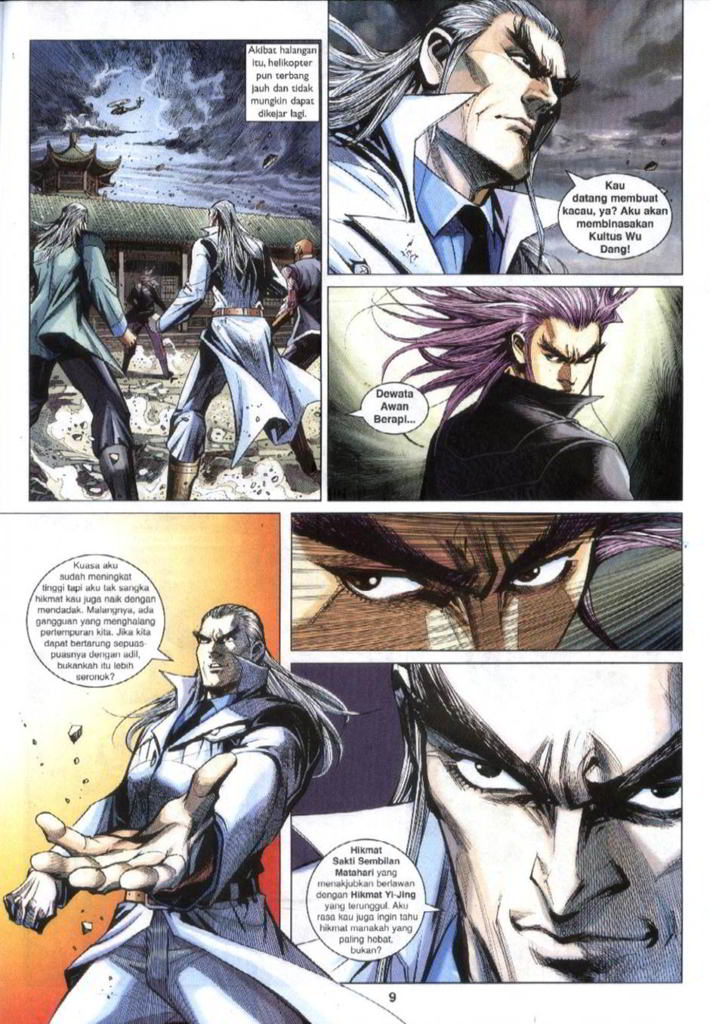 Akibat halangan
itu, helikopter
pun terbang
jauh dan tidak
mungkin dapat
dikejar lagi.
Kau
datang membuat
kacau, ya? Aku akan
membinasakan
Kultus Wu
Dang!
Dewata
Awan
Berapi...
Kuasa aku
sudah meningkat
tinggi tapi aku tak sangka
hikmat kau juga naik dengan
mendadak. Malangnya, ada
gangguan yang menghalang
pertempuran kita. Jika kita
dapat bertarung sepuas-
puasnya dengan adil,
bukankah itu lebih
seronok?
Hikmat
Sakti Sembilan
Matahari yang
menakjubkan berlawan
dengan Hikmat Yi-Jing
yang terunggul. Aku
rasa kau juga ingin tahu
hikmat manakah yang
paling hebat,
bukan?
9